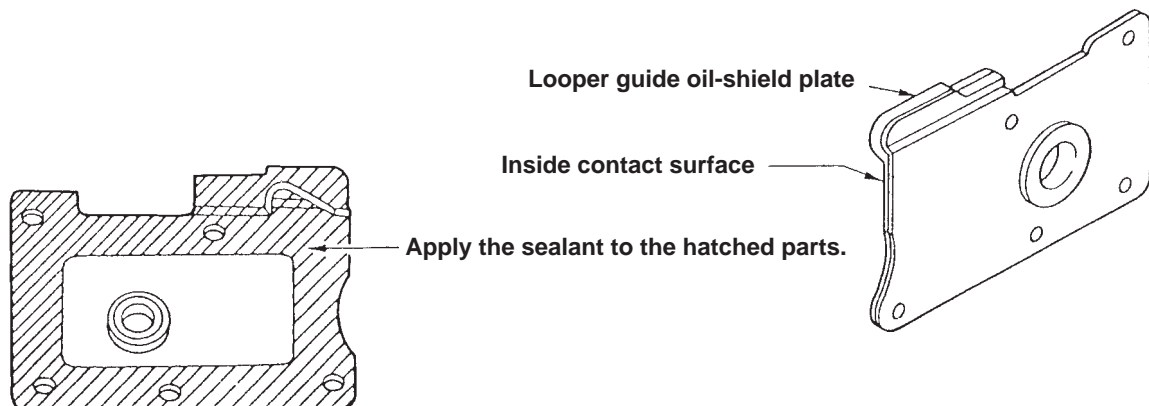 Looper guide oil-shield plate
Inside contact surface
Apply the sealant to the hatched parts.